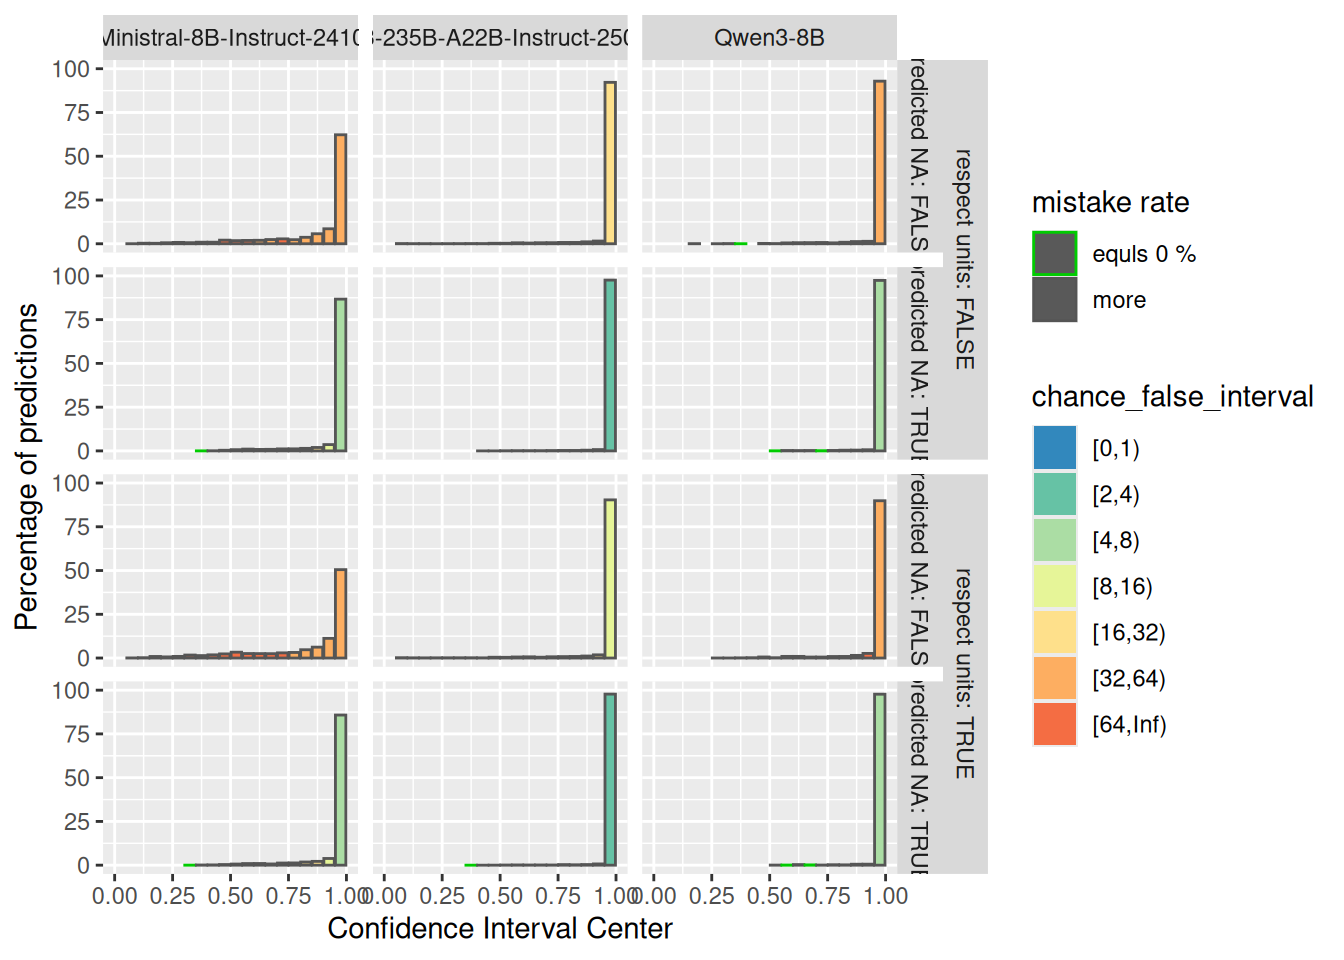 Ministral-8B-Instruct-2410
3-235B-A22B-Instruct-250
Qwen3-8B
100
75
50
25
0
redicted NA: FALS
respect units: FALSE
100
75
50
25
0
redicted NA: TRUE
100
75
50
25
0
redicted NA: FALS
respect units: TRUE
100
75
50
25
0
redicted NA: TRUE
0.00 0.25 0.50 0.75 1.00
0.00 0.25 0.50 0.75 1.00
0.00 0.25 0.50 0.75 1.00
Confidence Interval Center
Percentage of predictions
mistake rate
equls 0 %
more
chance_false_interval
[0,1)
[2,4)
[4,8)
[8,16)
[16,32)
[32,64)
[64,Inf)